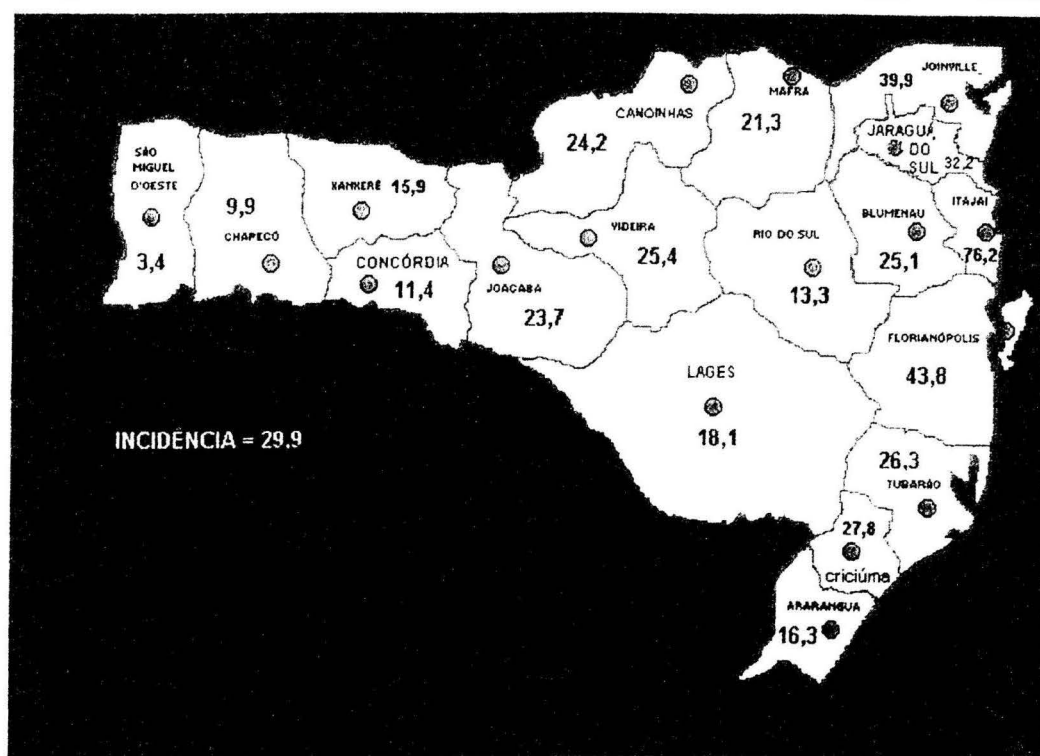 JOINVILLE
39,9
MAFRA
CANOINHAS
21,3
24,2
JARAGUÁ
DO
SUL 32,2
SÃO
MIGUEL
D'OESTE
3,4
9,9
CHAPECÓ
XANXERÊ 15,9
CONCÓRDIA
11,4
JOAÇABA
23,7
VIDEIRA
25,4
RIO DO SUL
13,3
BLUMENAU
25,1
ITAJAI
76,2
FLORIANÓPOLIS
43,8
LAGES
18,1
INCIDÊNCIA = 29,9
26,3
TUBARÃO
27,8
criciúma
ARARANGUA
16,3